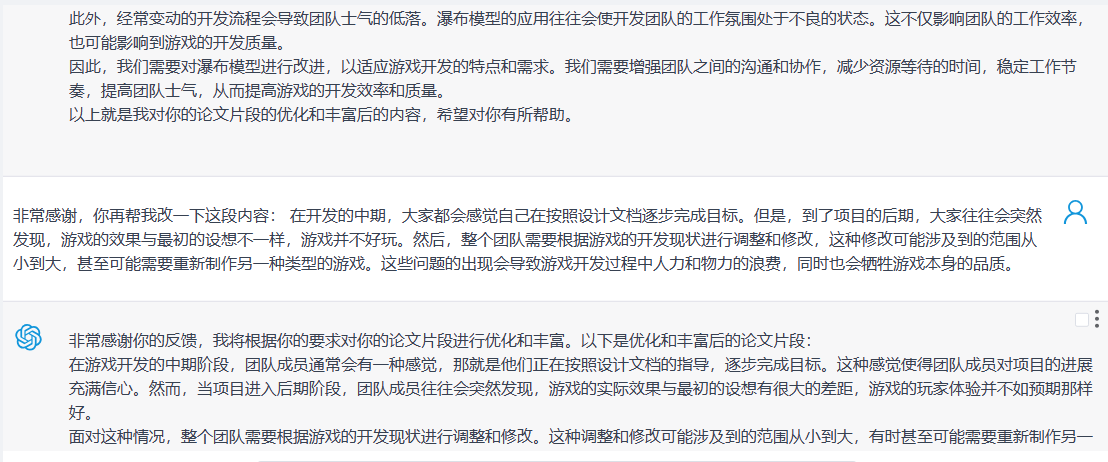 此外，经常变动的开发流程会导致团队士气的低落。瀑布模型的应用往往会使开发团队的工作氛围处于不良的状态。这不仅影响团队的工作效率，
也可能影响到游戏的开发质量。
因此，我们需要对瀑布模型进行改进，以适应游戏开发的特点和需求。我们需要增强团队之间的沟通和协作，减少资源等待的时间，稳定工作节
奏，提高团队士气，从而提高游戏的开发效率和质量。
以上就是我对你的论文片段的优化和丰富后的内容，希望对你有所帮助。
非常感谢，你再帮我改一下这段内容： 在开发的中期，大家都会感觉自己在按照设计文档逐步完成目标。但是，到了项目的后期，大家往往会突然
发现，游戏的效果与最初的设想不一样，游戏并不好玩。然后，整个团队需要根据游戏的开发现状进行调整和修改，这种修改可能涉及到的范围从
小到大，甚至可能需要重新制作另一种类型的游戏。这些问题的出现会导致游戏开发过程中人力和物力的浪费，同时也会牺牲游戏本身的品质。
非常感谢你的反馈，我将根据你的要求对你的论文片段进行优化和丰富。以下是优化和丰富后的论文片段：
在游戏开发的中期阶段，团队成员通常会有一种感觉，那就是他们正在按照设计文档的指导，逐步完成目标。这种感觉使得团队成员对项目的进展
充满信心。然而，当项目进入后期阶段，团队成员往往会突然发现，游戏的实际效果与最初的设想有很大的差距，游戏的玩家体验并不如预期那样
好。
面对这种情况，整个团队需要根据游戏的开发现状进行调整和修改。这种调整和修改可能涉及到的范围从小到大，有时甚至可能需要重新制作另一